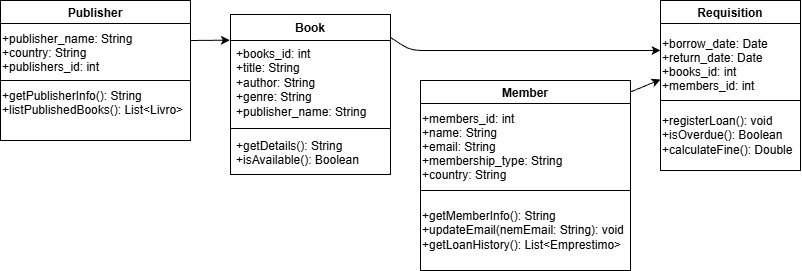 Publisher
+publisher_name: String
+country: String
+publishers_id: int
+getPublisherInfo(): String
+listPublishedBooks(): List<Livro>
Book
+books_id: int
+title: String
+author: String
+genre: String
+publisher_name: String
+getDetails(): String
+isAvailable(): Boolean
Member
+members_id: int
+name: String
+email: String
+membership_type: String
+country: String
+getMemberInfo(): String
+updateEmail(nemEmail: String): void
+getLoanHistory(): List<Emprestimo>
Requisition
+borrow_date: Date
+return_date: Date
+books_id: int
+members_id: int
+registerLoan(): void
+isOverdue(): Boolean
+calculateFine(): Double